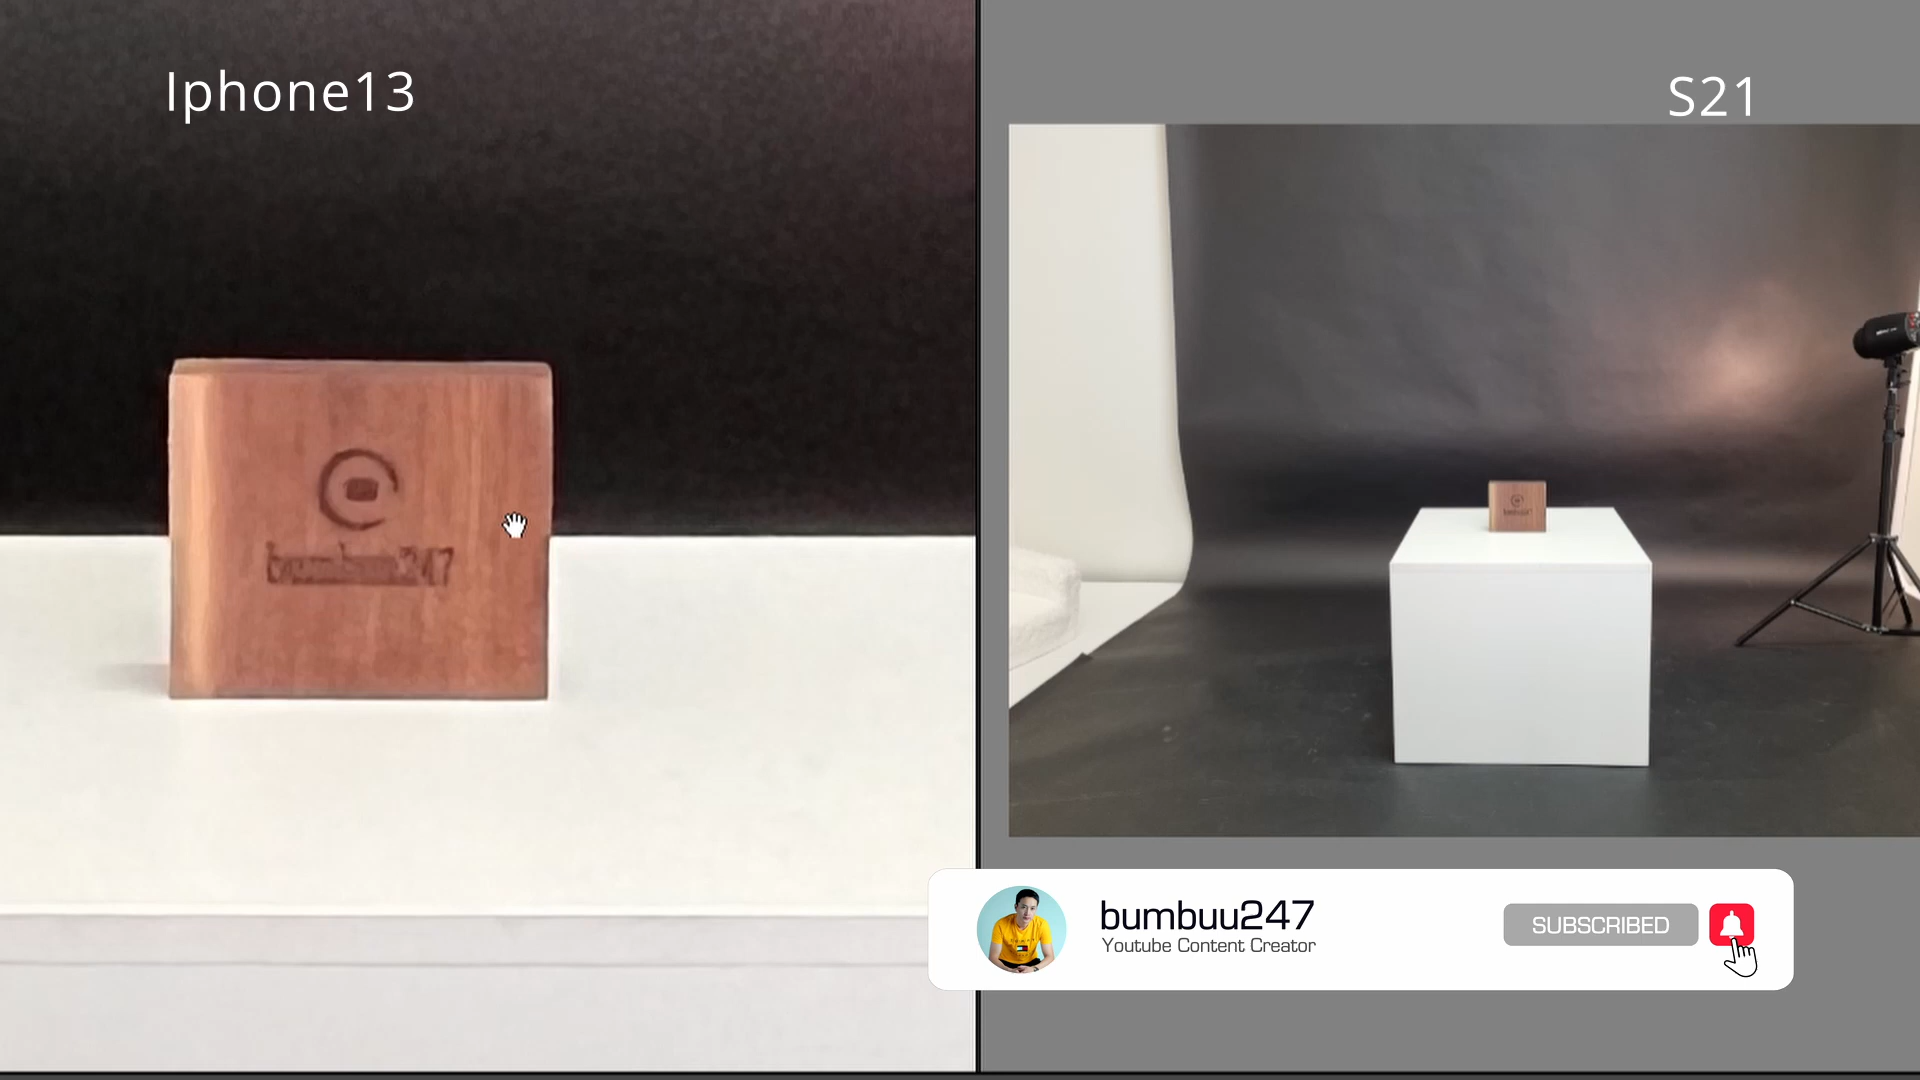 Iphone13
S21
bumbuu247
bumbuu247
Youtube Content Creator
SUBSCRIBED